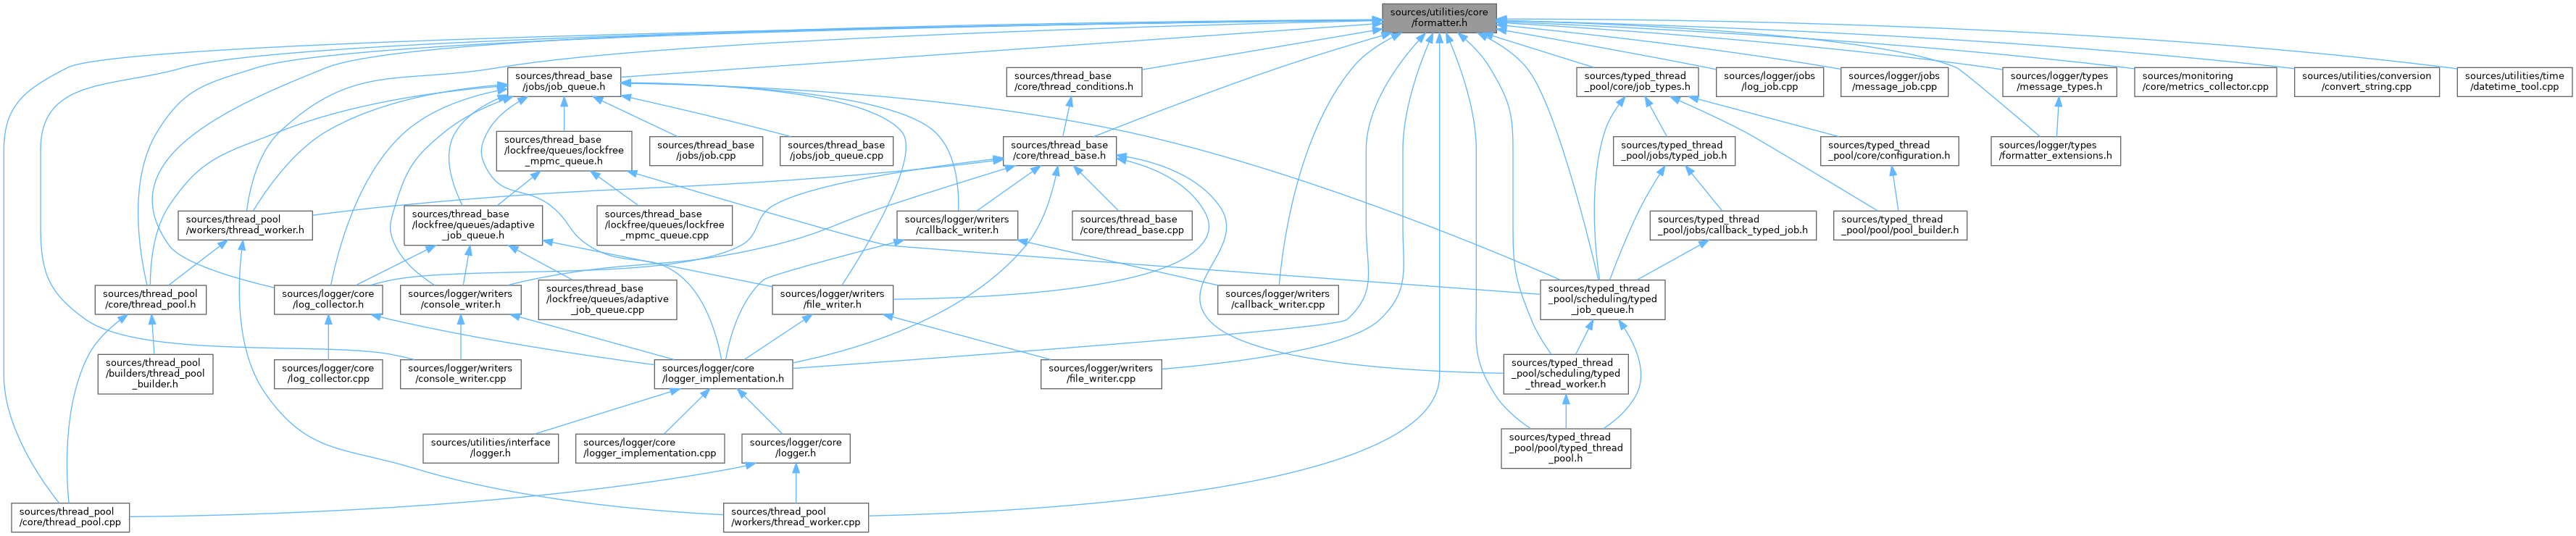 sources/utilities/core
/formatter.h
sources/thread_base
/jobs/job_queue.h
sources/thread_base
/core/thread_conditions.h
sources/typed_thread
_pool/core/job_types.h
sources/logger/jobs
/log_job.cpp
sources/logger/jobs
/message_job.cpp
sources/logger/types
/message_types.h
sources/monitoring
/core/metrics_collector.cpp
sources/utilities/conversion
/convert_string.cpp
sources/utilities/time
/datetime_tool.cpp
sources/thread_base
/lockfree/queues/lockfree
_mpmc_queue.h
sources/thread_base
/jobs/job.cpp
sources/thread_base
/jobs/job_queue.cpp
sources/thread_base
/core/thread_base.h
sources/typed_thread
_pool/jobs/typed_job.h
sources/typed_thread
_pool/core/configuration.h
sources/logger/types
/formatter_extensions.h
sources/thread_pool
/workers/thread_worker.h
sources/thread_base
/lockfree/queues/adaptive
_job_queue.h
sources/thread_base
/lockfree/queues/lockfree
_mpmc_queue.cpp
sources/logger/writers
/callback_writer.h
sources/thread_base
/core/thread_base.cpp
sources/typed_thread
_pool/jobs/callback_typed_job.h
sources/typed_thread
_pool/pool/pool_builder.h
sources/thread_pool
/core/thread_pool.h
sources/logger/core
/log_collector.h
sources/logger/writers
/console_writer.h
sources/thread_base
/lockfree/queues/adaptive
_job_queue.cpp
sources/logger/writers
/file_writer.h
sources/logger/writers
/callback_writer.cpp
sources/typed_thread
_pool/scheduling/typed
_job_queue.h
sources/thread_pool
/builders/thread_pool
_builder.h
sources/logger/core
/log_collector.cpp
sources/logger/writers
/console_writer.cpp
sources/logger/core
/logger_implementation.h
sources/logger/writers
/file_writer.cpp
sources/typed_thread
_pool/scheduling/typed
_thread_worker.h
sources/utilities/interface
/logger.h
sources/logger/core
/logger_implementation.cpp
sources/logger/core
/logger.h
sources/typed_thread
_pool/pool/typed_thread
_pool.h
sources/thread_pool
/core/thread_pool.cpp
sources/thread_pool
/workers/thread_worker.cpp